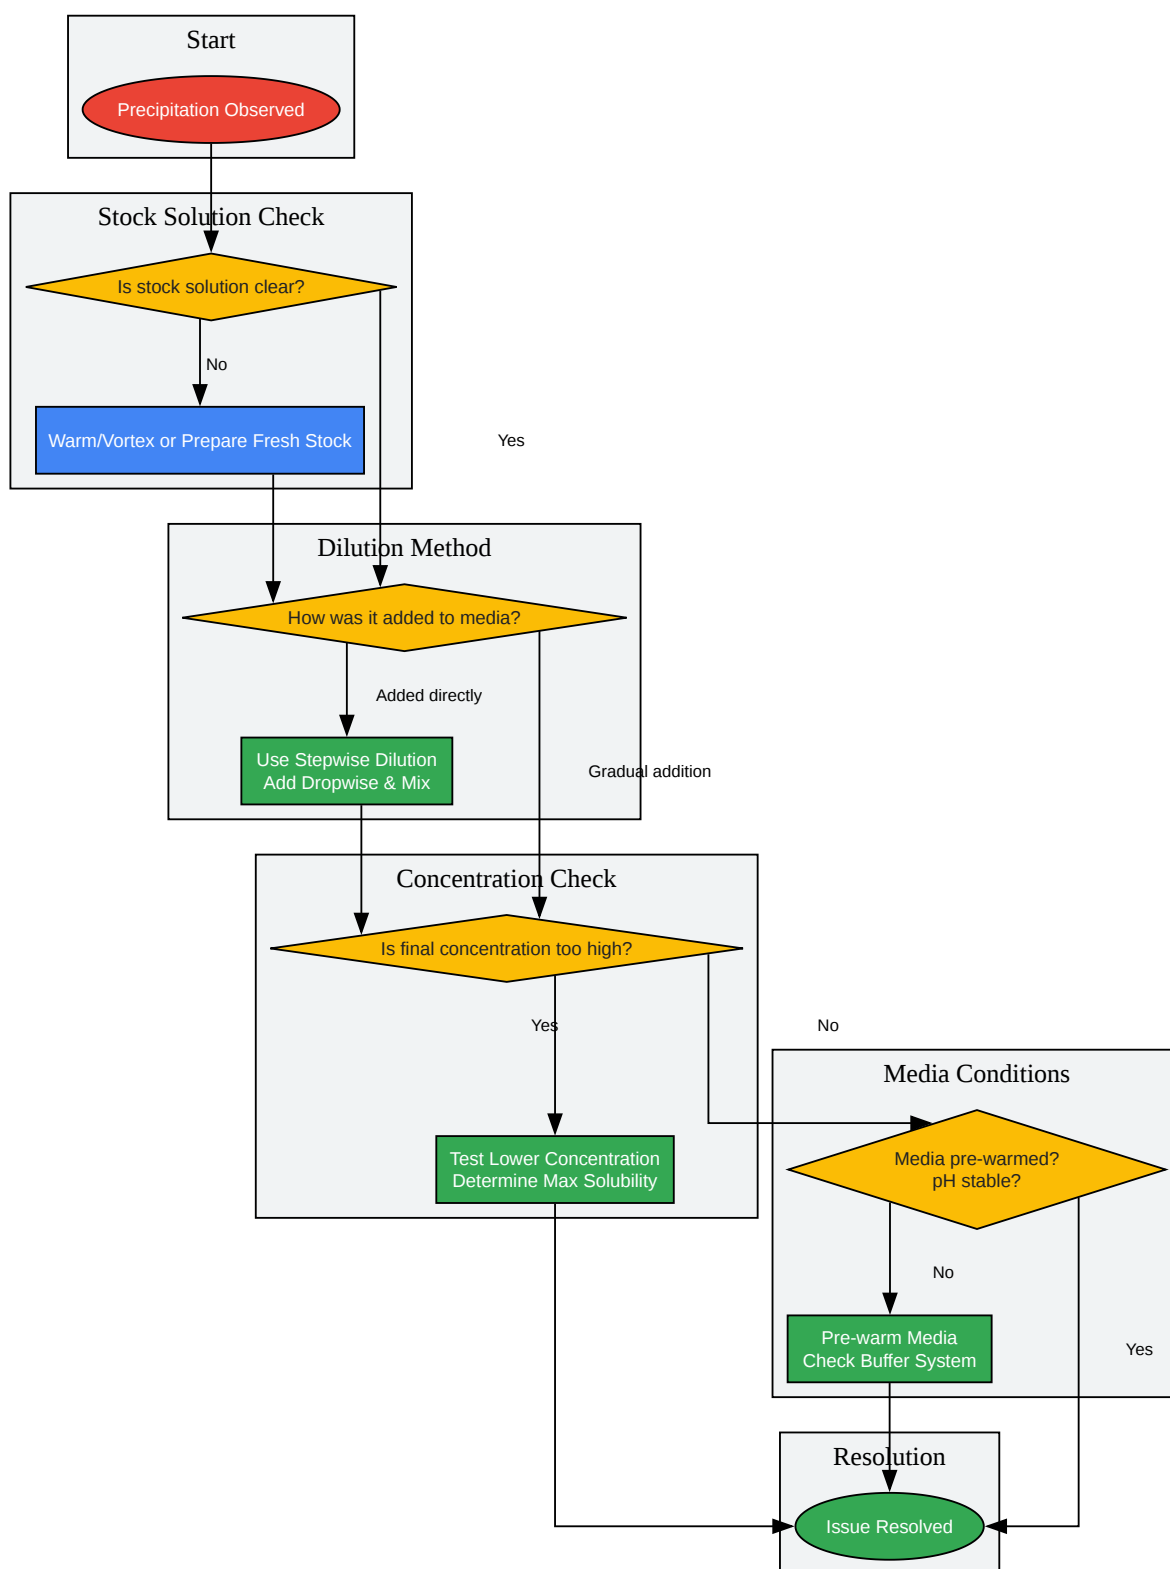 Start
Precipitation Observed
Stock Solution Check
Is stock solution clear?
No
Warm/Vortex or Prepare Fresh Stock
Yes
Dilution Method
How was it added to media?
Added directly
Use Stepwise Dilution
Add Dropwise & Mix
Gradual addition
Concentration Check
Is final concentration too high?
Yes
No
Media Conditions
Test Lower Concentration
Determine Max Solubility
Media pre-warmed?
pH stable?
No
Pre-warm Media
Check Buffer System
Yes
Resolution
Issue Resolved